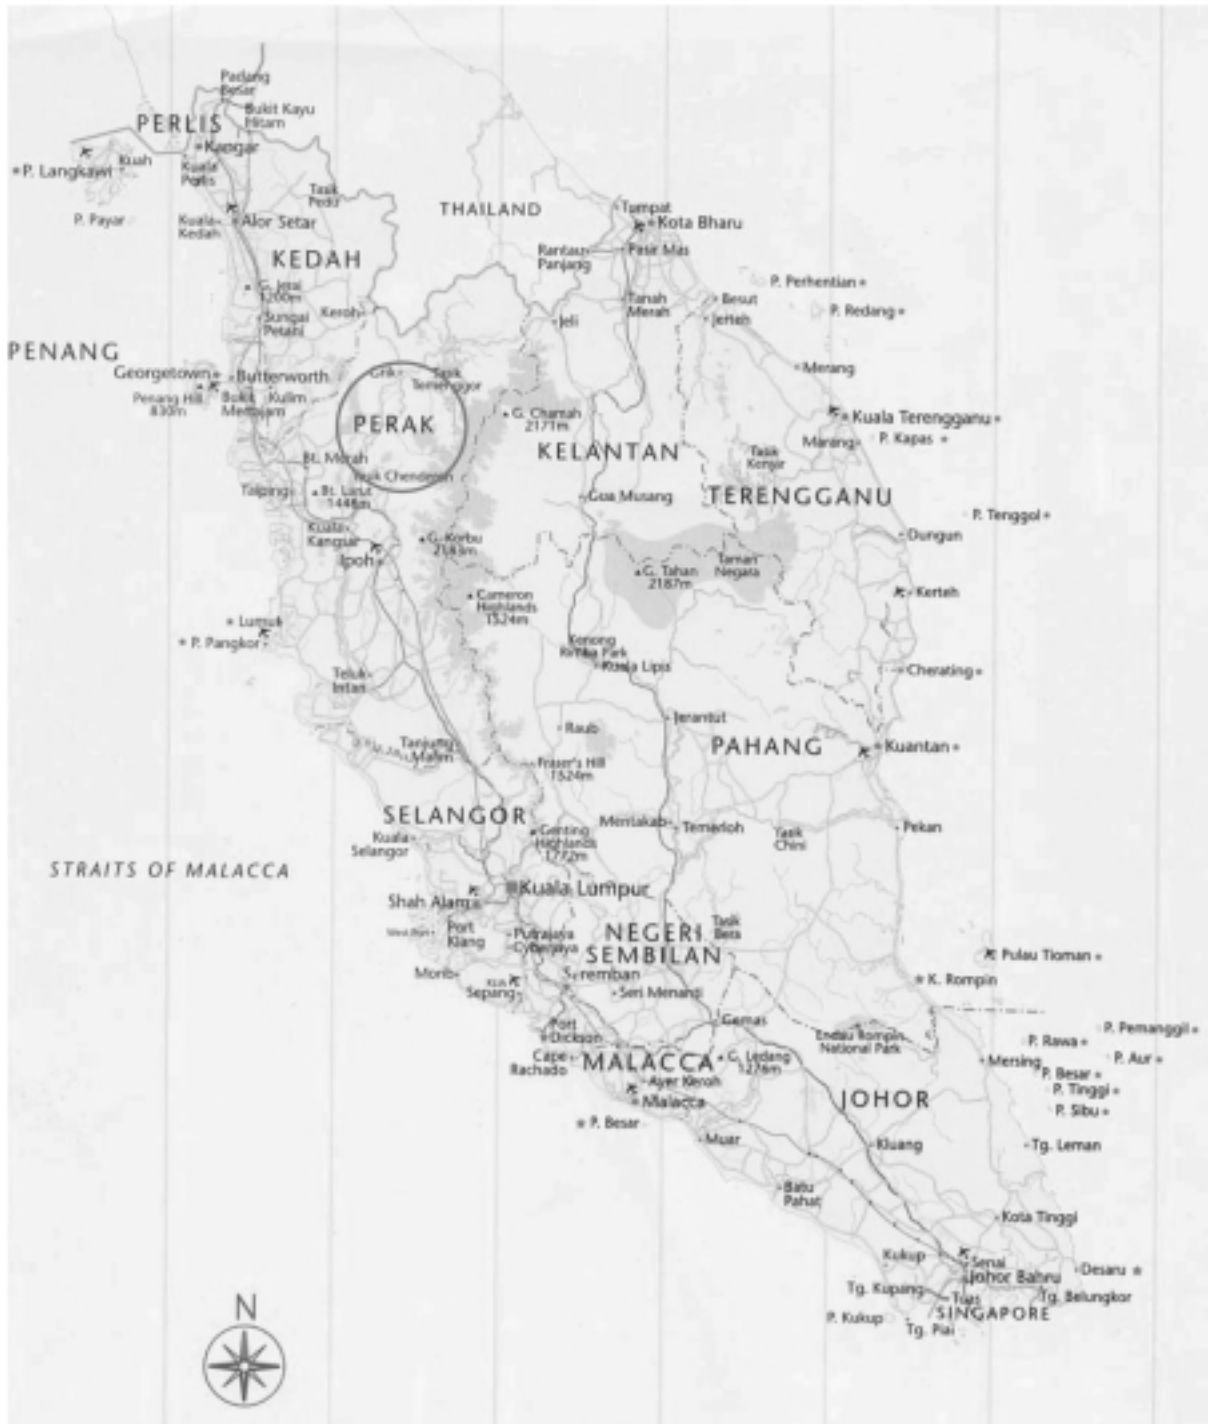 Padang
Besar
Bukit Kayu
Hitam
PERLIS
Kangar
Kuah
P. Langkawi
Kuala
Perlis
Tasik
Pedu
P. Payar
Kuala
Kedah
Alor Setar
THAILAND
Tumpat
Kota Bharu
Rantau
Panjang
Pasir Mas
KEDAH
G. Jerai
1200m
P. Perhentian
Keroh
Tanah
Merah
Besut
Jerteh
P. Redang
Sungai
Petani
Jeli
PENANG
Georgetown
Butterworth
Penang Hill
830m
Bukit
Mertajam
Kulim
Grik
Tasik
Temenggor
Merang
PERAK
G. Chamah
2171m
Kuala Terengganu
Marang
P. Kapas
KELANTAN
Tasik
Kenyir
Bt. Merah
Tasik Chenderoh
Taiping
Bt. Larut
1448m
Goa Musang
TERENGGANU
P. Tenggol
Kuala
Kangsar
Ipoh
G. Korbu
2183m
Dungun
G. Tahan
2187m
Taman
Negara
Cameron
Highlands
1524m
Kerteh
Lumut
P. Pangkor
Kenong
Rimba Park
Kuala Lipis
Teluk
Intan
Cherating
Jerantut
Raub
Tanjung
Malim
PAHANG
Kuantan
Fraser's Hill
1524m
SELANGOR
Kuala
Selangor
Genting
Highlands
1772m
Mentakab
Temerloh
Tasik
Chini
Pekan
STRAITS OF MALACCA
Kuala Lumpur
Shah Alam
West Port
Port
Klang
Putrajaya
Cyberjaya
NEGERI
SEMBILAN
Tasik
Bera
Pulau Tioman
Morib
KLIA
Sepang
Seremban
Seri Menanti
K. Rompin
Port
Dickson
Gemas
Endau Rompin
National Park
P. Pemanggil
P. Rawa
Cape
Rachado
MALACCA
G. Ledang
1276m
Mersing
P. Aur
P. Besar
P. Tinggi
Ayer Keroh
Malacca
JOHOR
P. Sibu
P. Besar
Muar
Kluang
Tg. Leman
Batu
Pahat
Kota Tinggi
Kukup
Senai
Johor Bahru
Desaru
Tg. Kupang
Tuas
Tg. Belungkor
P. Kukup
SINGAPORE
Tg. Piai
N